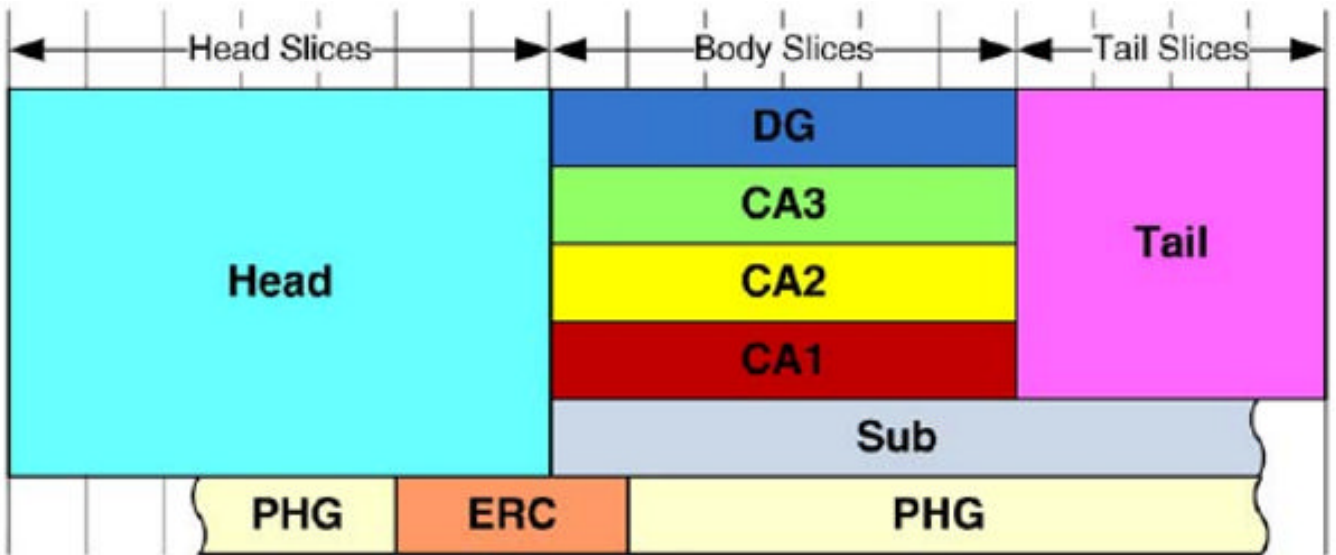 Head Slices Body Slices Tail Slices
DG
CA3
Head CA2 Tail
CA1
Sub
PHG ERC PHG